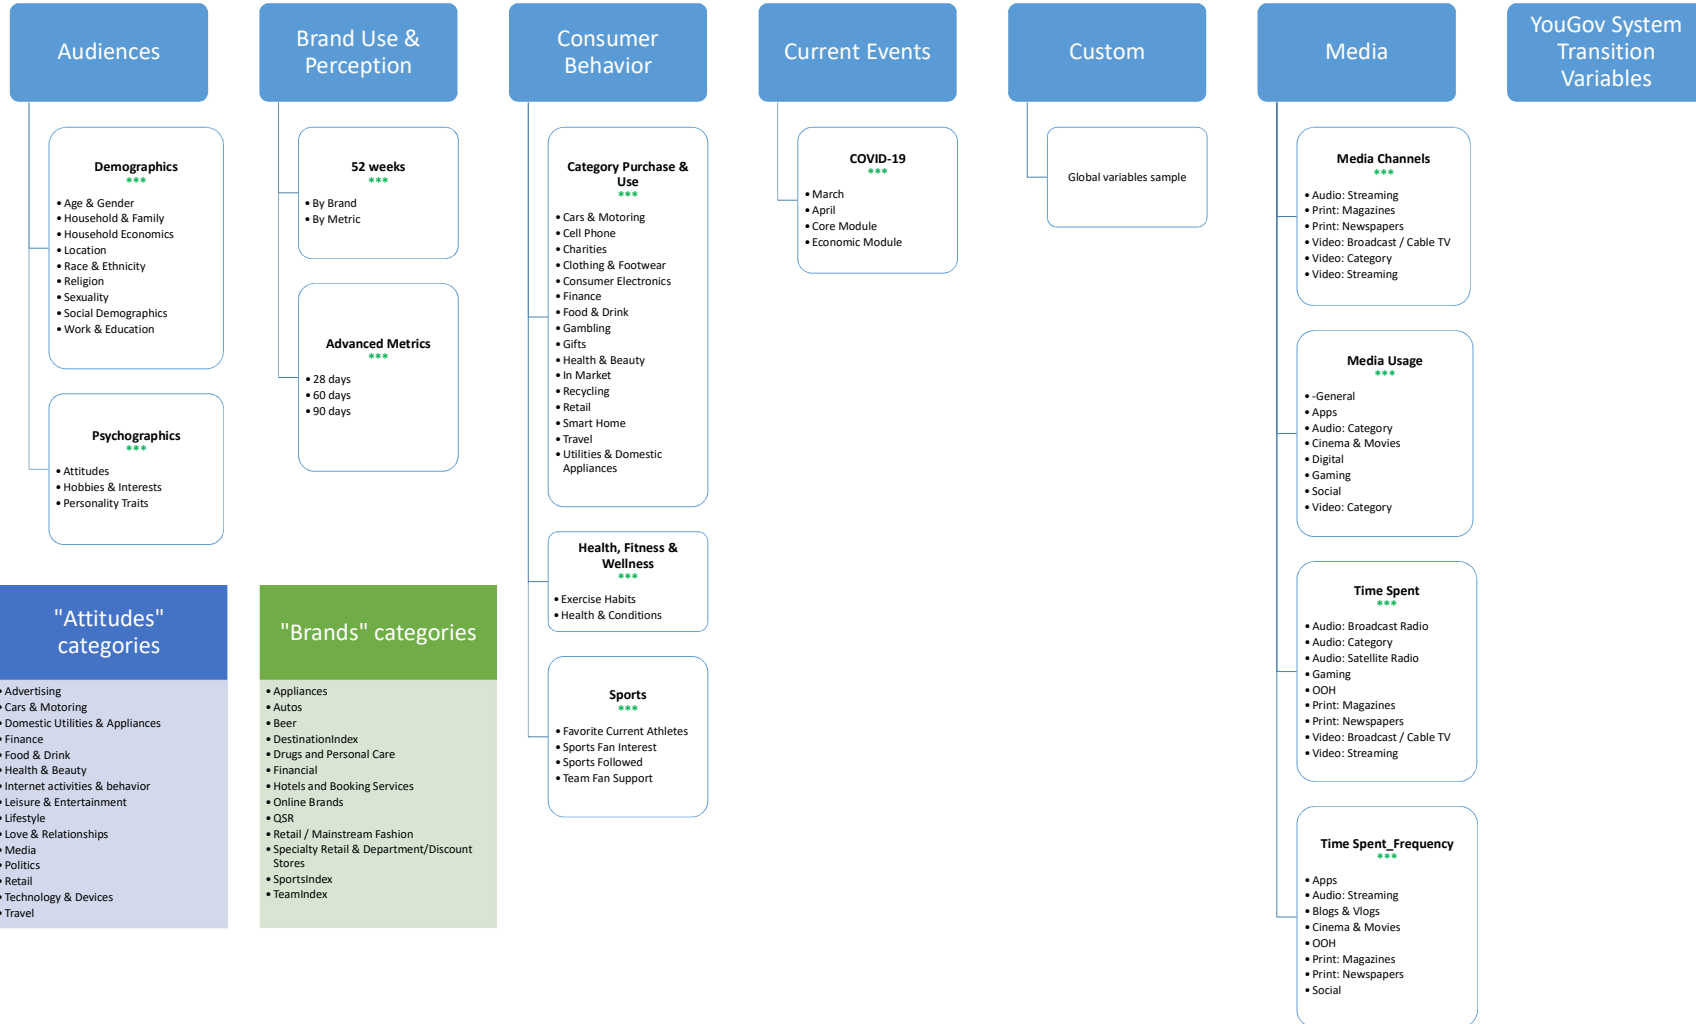 Audiences
Demographics
***
• Age & Gender
• Household & Family
• Household Economics
• Location
• Race & Ethnicity
• Religion
• Sexuality
• Social Demographics
• Work & Education
Psychographics
***
• Attitudes
• Hobbies & Interests
• Personality Traits
Brand Use &
Perception
52 weeks
***
• By Brand
• By Metric
Advanced Metrics
***
• 28 days
• 60 days
• 90 days
Consumer
Behavior
Category Purchase &
Use
***
• Cars & Motoring
• Cell Phone
• Charities
• Clothing & Footwear
• Consumer Electronics
• Finance
• Food & Drink
• Gambling
• Gifts
• Health & Beauty
• In Market
• Recycling
• Retail
• Smart Home
• Travel
• Utilities & Domestic
Appliances
Health, Fitness &
Wellness
***
• Exercise Habits
• Health & Conditions
Sports
***
• Favorite Current Athletes
• Sports Fan Interest
• Sports Followed
• Team Fan Support
Current Events
COVID-19
***
• March
• April
• Core Module
• Economic Module
Custom
Global variables sample
Media
Media Channels
***
• Audio: Streaming
• Print: Magazines
• Print: Newspapers
• Video: Broadcast / Cable TV
• Video: Category
• Video: Streaming
Media Usage
***
• -General
• Apps
• Audio: Category
• Cinema & Movies
• Digital
• Gaming
• Social
• Video: Category
Time Spent
***
• Audio: Broadcast Radio
• Audio: Category
• Audio: Satellite Radio
• Gaming
• OOH
• Print: Magazines
• Print: Newspapers
• Video: Broadcast / Cable TV
• Video: Streaming
Time Spent_Frequency
***
• Apps
• Audio: Streaming
• Blogs & Vlogs
• Cinema & Movies
• OOH
• Print: Magazines
• Print: Newspapers
• Social
YouGov System
Transition
Variables
"Attitudes"
categories
• Advertising
• Cars & Motoring
• Domestic Utilities & Appliances
• Finance
• Food & Drink
• Health & Beauty
• Internet activities & behavior
• Leisure & Entertainment
• Lifestyle
• Love & Relationships
• Media
• Politics
• Retail
• Technology & Devices
• Travel
"Brands" categories
• Appliances
• Autos
• Beer
• DestinationIndex
• Drugs and Personal Care
• Financial
• Hotels and Booking Services
• Online Brands
• QSR
• Retail / Mainstream Fashion
• Specialty Retail & Department/Discount
Stores
• SportsIndex
• TeamIndex